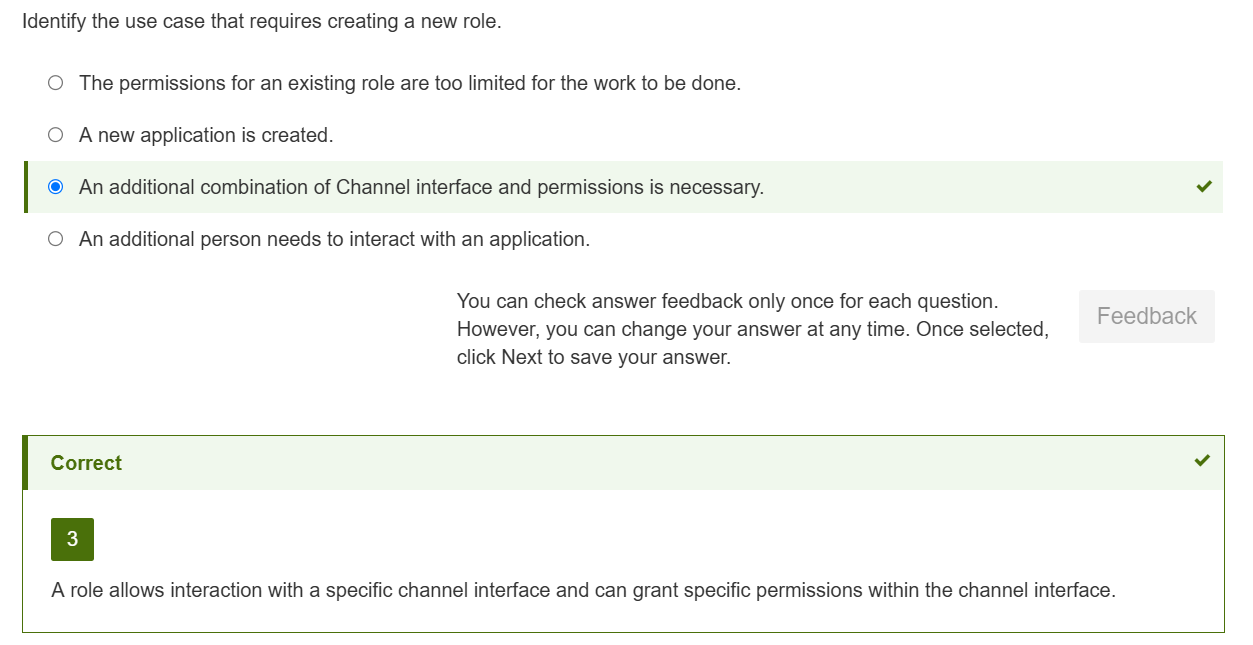 Identify the use case that requires creating a new role.
The permissions for an existing role are too limited for the work to be done.
A new application is created.
An additional combination of Channel interface and permissions is necessary.
An additional person needs to interact with an application.
You can check answer feedback only once for each question.
However, you can change your answer at any time. Once selected,
click Next to save your answer.
Feedback
Correct
3
A role allows interaction with a specific channel interface and can grant specific permissions within the channel interface.